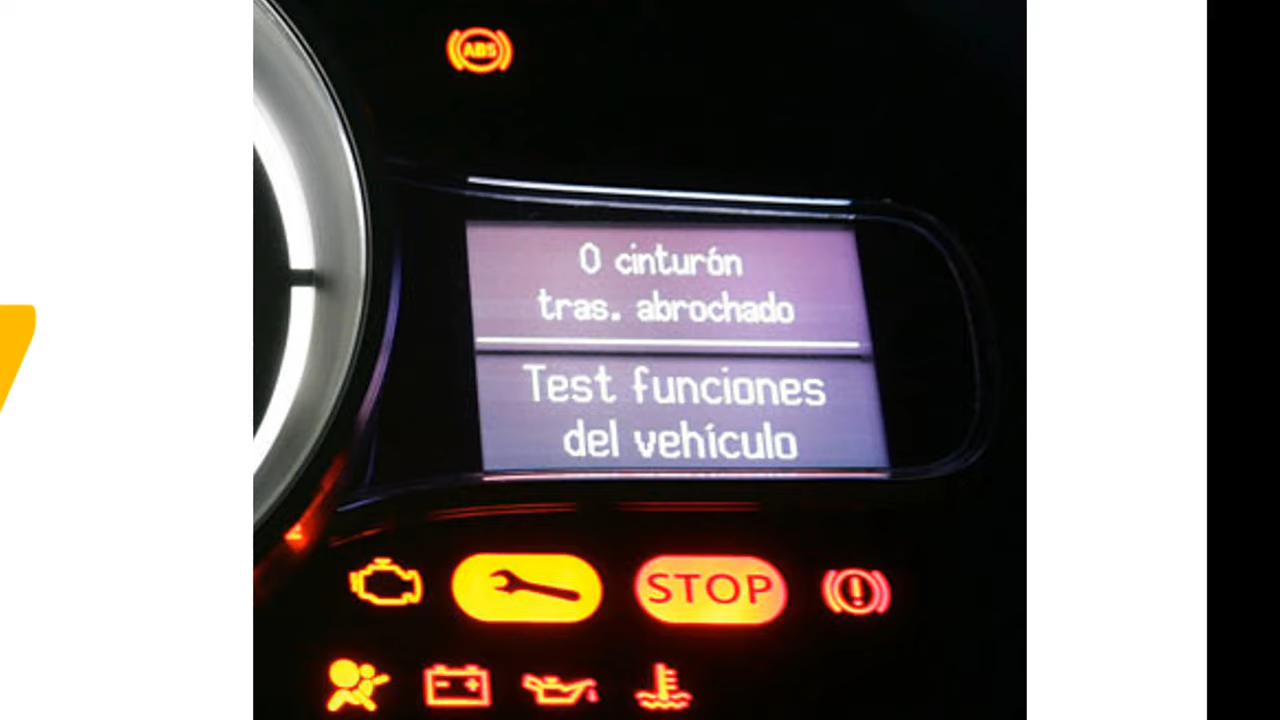 ABS
0 cinturón
tras. abrochado
Test funciones
del vehículo
STOP